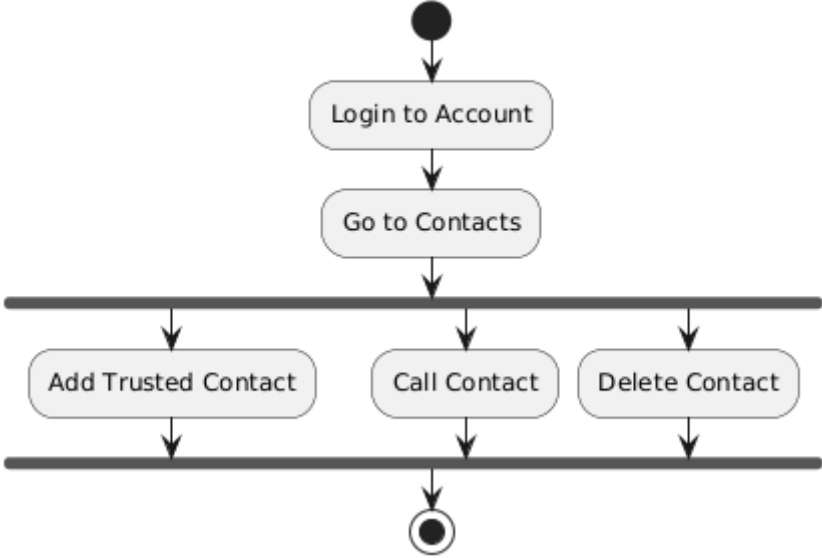 Login to Account
Go to Contacts
Add Trusted Contact
Call Contact
Delete Contact